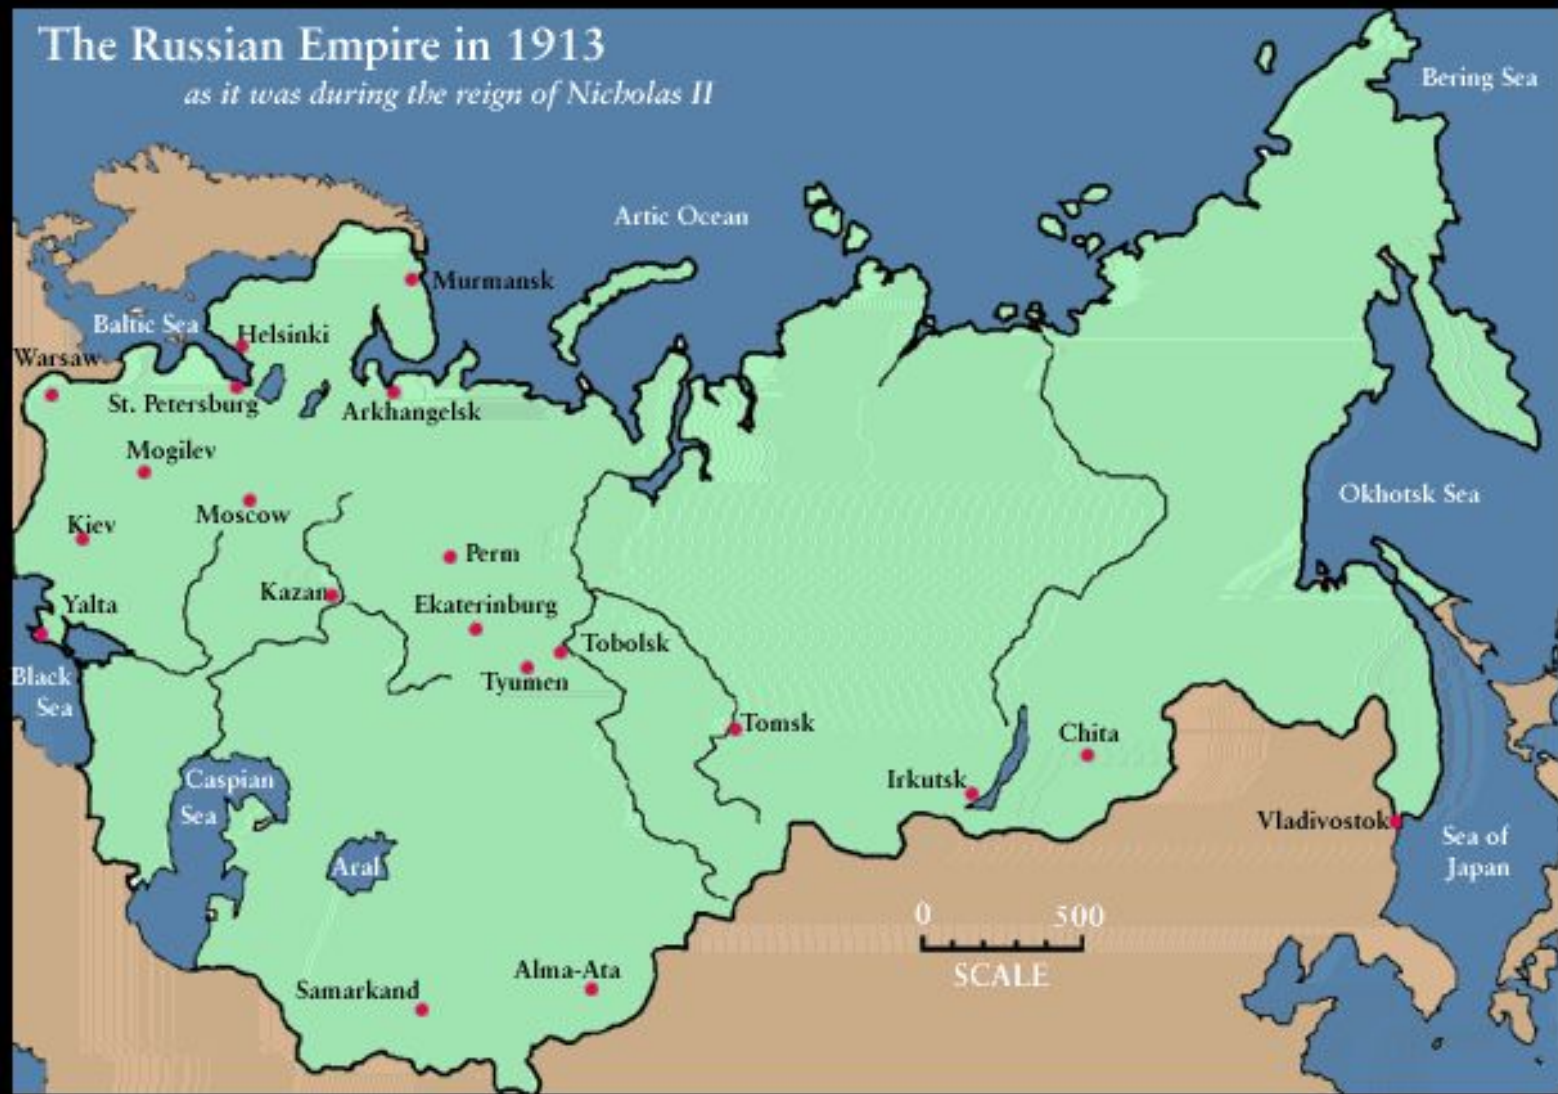 The Russian Empire in 1913
as it was during the reign of Nicholas II
Bering Sea
Artic Ocean
Murmansk
Baltic Sea
Helsinki
Warsaw
St. Petersburg
Arkhangelsk
Mogilev
Okhotsk Sea
Moscow
Kiev
Perm
Kazan
Ekaterinburg
Yalta
Tobolsk
Black
Sea
Tyumen
Tomsk
Chita
Irkutsk
Caspian
Sea
Vladivostok
Sea of
Japan
Aral
0 500
SCALE
Alma-Ata
Samarkand